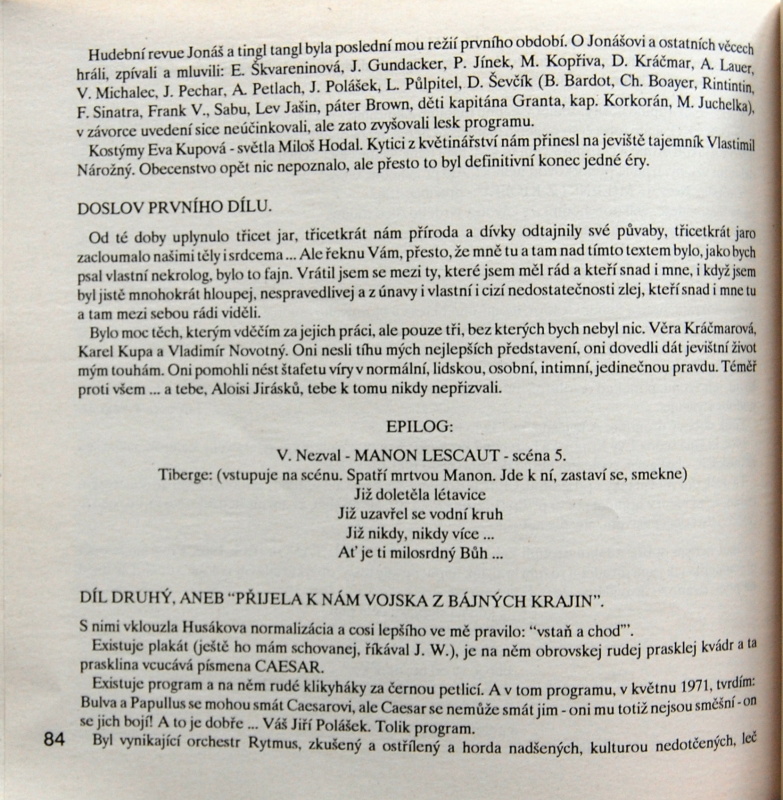 Hudební revue Jonáš a tingl tangl byla poslední mou režií prvního období. O Jonášovi a ostatních věcech
hráli, zpívali a mluvili: E. Škvareninová, J. Gundacker, P. Jínek, M. Kopřiva, D. Kráčmar, A. Lauer,
V. Michalec, J. Pechar, A. Petlach, J. Polášek, L. Půlpitel, D. Ševčík (B. Bardot, Ch. Boayer, Rintintin,
F. Sinatra, Frank V., Sabu, Lev Jašin, páter Brown, děti kapitána Granta, kap. Korkorán, M. Juchelka),
v závorce uvedení sice neúčinkovali, ale zato zvyšovali lesk programu.
Kostýmy Eva Kupová - světla Miloš Hodal. Kytici z květinářství nám přinesl na jeviště tajemník Vlastimil
Nárožný. Obecenstvo opět nic nepoznalo, ale přesto to byl definitivní konec jedné éry.
DOSLOV PRVNÍHO DÍLU.
Od té doby uplynulo třicet jar, třicetkrát nám příroda a dívky odtajnily své půvaby, třicetkrát jaro
zacloumalo našimi těly i srdcema ... Ale řeknu Vám, přesto, že mně tu a tam nad tímto textem bylo, jako bych
psal vlastní nekrolog, bylo to fajn. Vrátil jsem se mezi ty, které jsem měl rád a kteří snad i mne, i když jsem
byl jistě mnohokrát hloupej, nespravedlivej a z únavy i vlastní i cizí nedostatečnosti zlej, kteří snad i mne tu
a tam mezi sebou rádi viděli.
Bylo moc těch, kterým vděčím za jejich práci, ale pouze tři, bez kterých bych nebyl nic. Věra Kráčmarová,
Karel Kupa a Vladimír Novotný. Oni nesli tíhu mých nejlepších představení, oni dovedli dát jevištní život
mým touhám. Oni pomohli nést štafetu víry v normální, lidskou, osobní, intimní, jedinečnou pravdu. Téměř
proti všem ... a tebe, Aloisi Jirásků, tebe k tomu nikdy nepřizvali.
EPILOG:
V. Nezval - MANON LESCAUT - scéna 5.
Tiberge: (vstupuje na scénu. Spatří mrtvou Manon. Jde k ní, zastaví se, smekne)
Již doletěla létavice
Již uzavřel se vodní kruh
Již nikdy, nikdy více ...
Ať je ti milosrdný Bůh ...
DÍL DRUHÝ, ANEB “PŘIJELA K NÁM VOJSKA Z BÁJNÝCH KRAJIN”.
S nimi vklouzla Husákova normalizácia a cosi lepšího ve mě pravilo: “vstaň a chod”’.
Existuje plakát (ještě ho mám schovanej, říkával J. W.), je na něm obrovskej rudej prasklej kvádr a ta
prasklina vcucává písmena CAESAR.
Existuje program a na něm rudé klikyháky za černou petlicí. A v tom programu, v květnu 1971, tvrdím:
Bulva a Papullus se mohou smát Caesarovi, ale Caesar se nemůže smát jim - oni mu totiž nejsou směšní - on
se jich bojí! A to je dobře ... Váš Jiří Polášek. Tolik program.
Byl vynikající orchestr Rytmus, zkušený a ostřílený a horda nadšených, kulturou nedotčených, leč
84